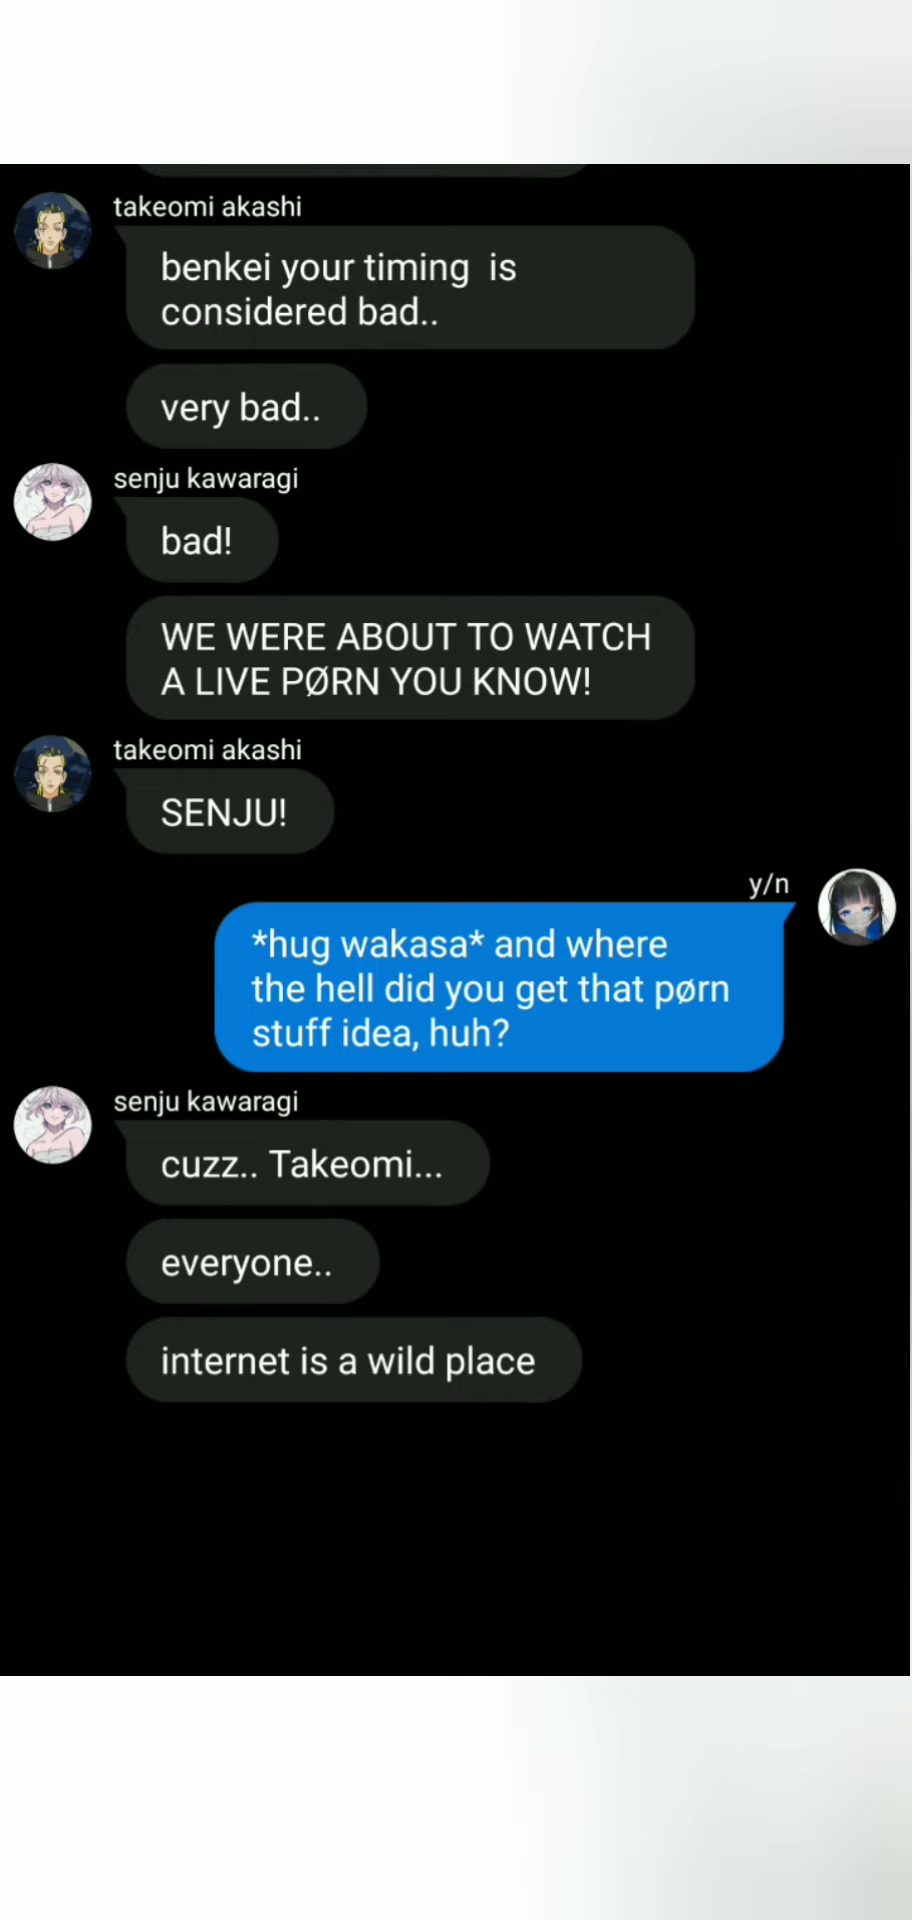 takeomi akashi
benkei your timing  is
considered bad..
very bad..
senju kawaragi
bad!
WE WERE ABOUT TO WATCH
A LIVE PØRN YOU KNOW!
takeomi akashi
SENJU!
y/n
*hug wakasa* and where
the hell did you get that pørn
stuff idea, huh?
senju kawaragi
cuzz.. Takeomi...
everyone..
internet is a wild place